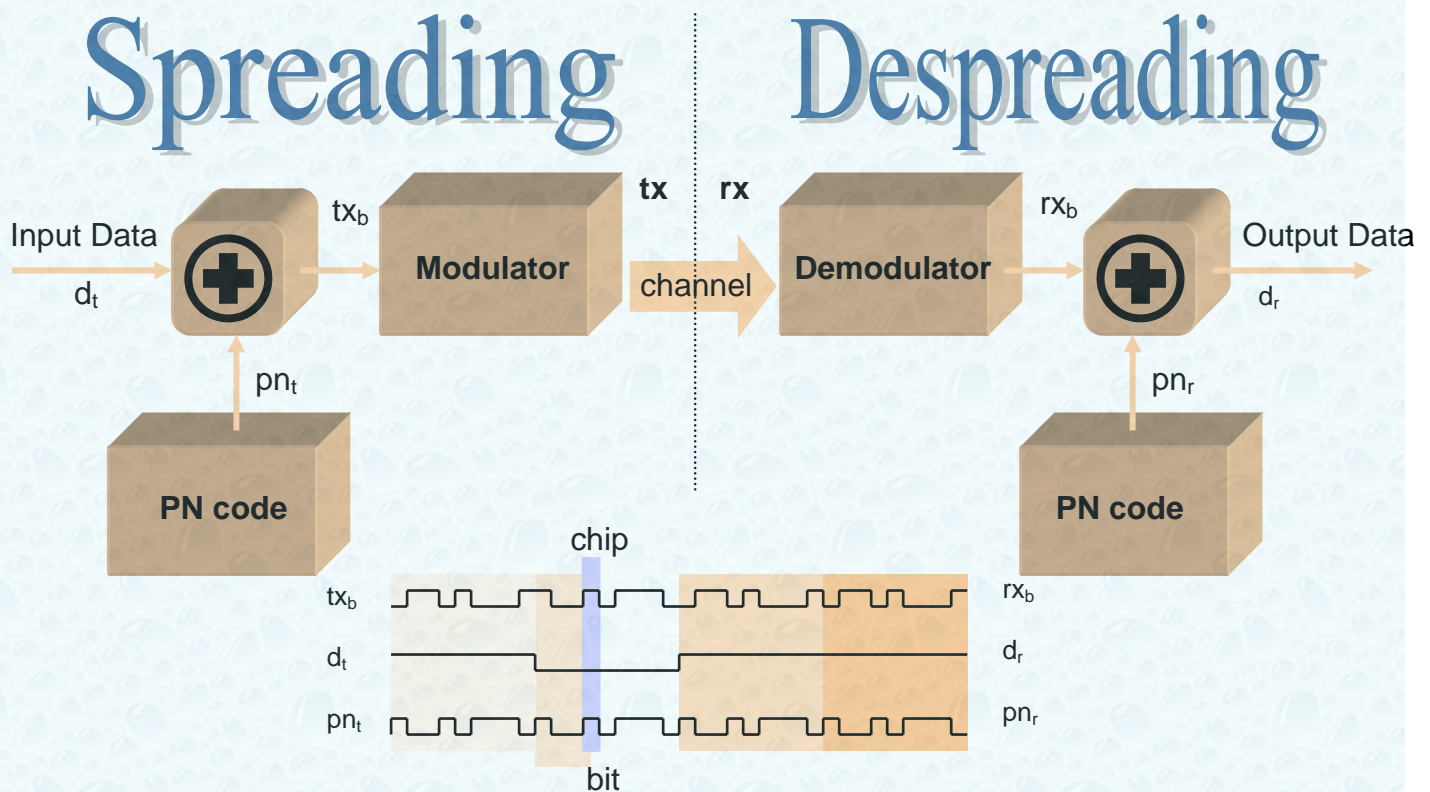 Spreading
Despreading
Input Data
d_t
tx_b
Modulator
tx
rx
channel
Demodulator
rx_b
Output Data
d_r
pn_t
pn_r
PN code
PN code
chip
tx_b
rx_b
d_t
d_r
pn_t
pn_r
bit